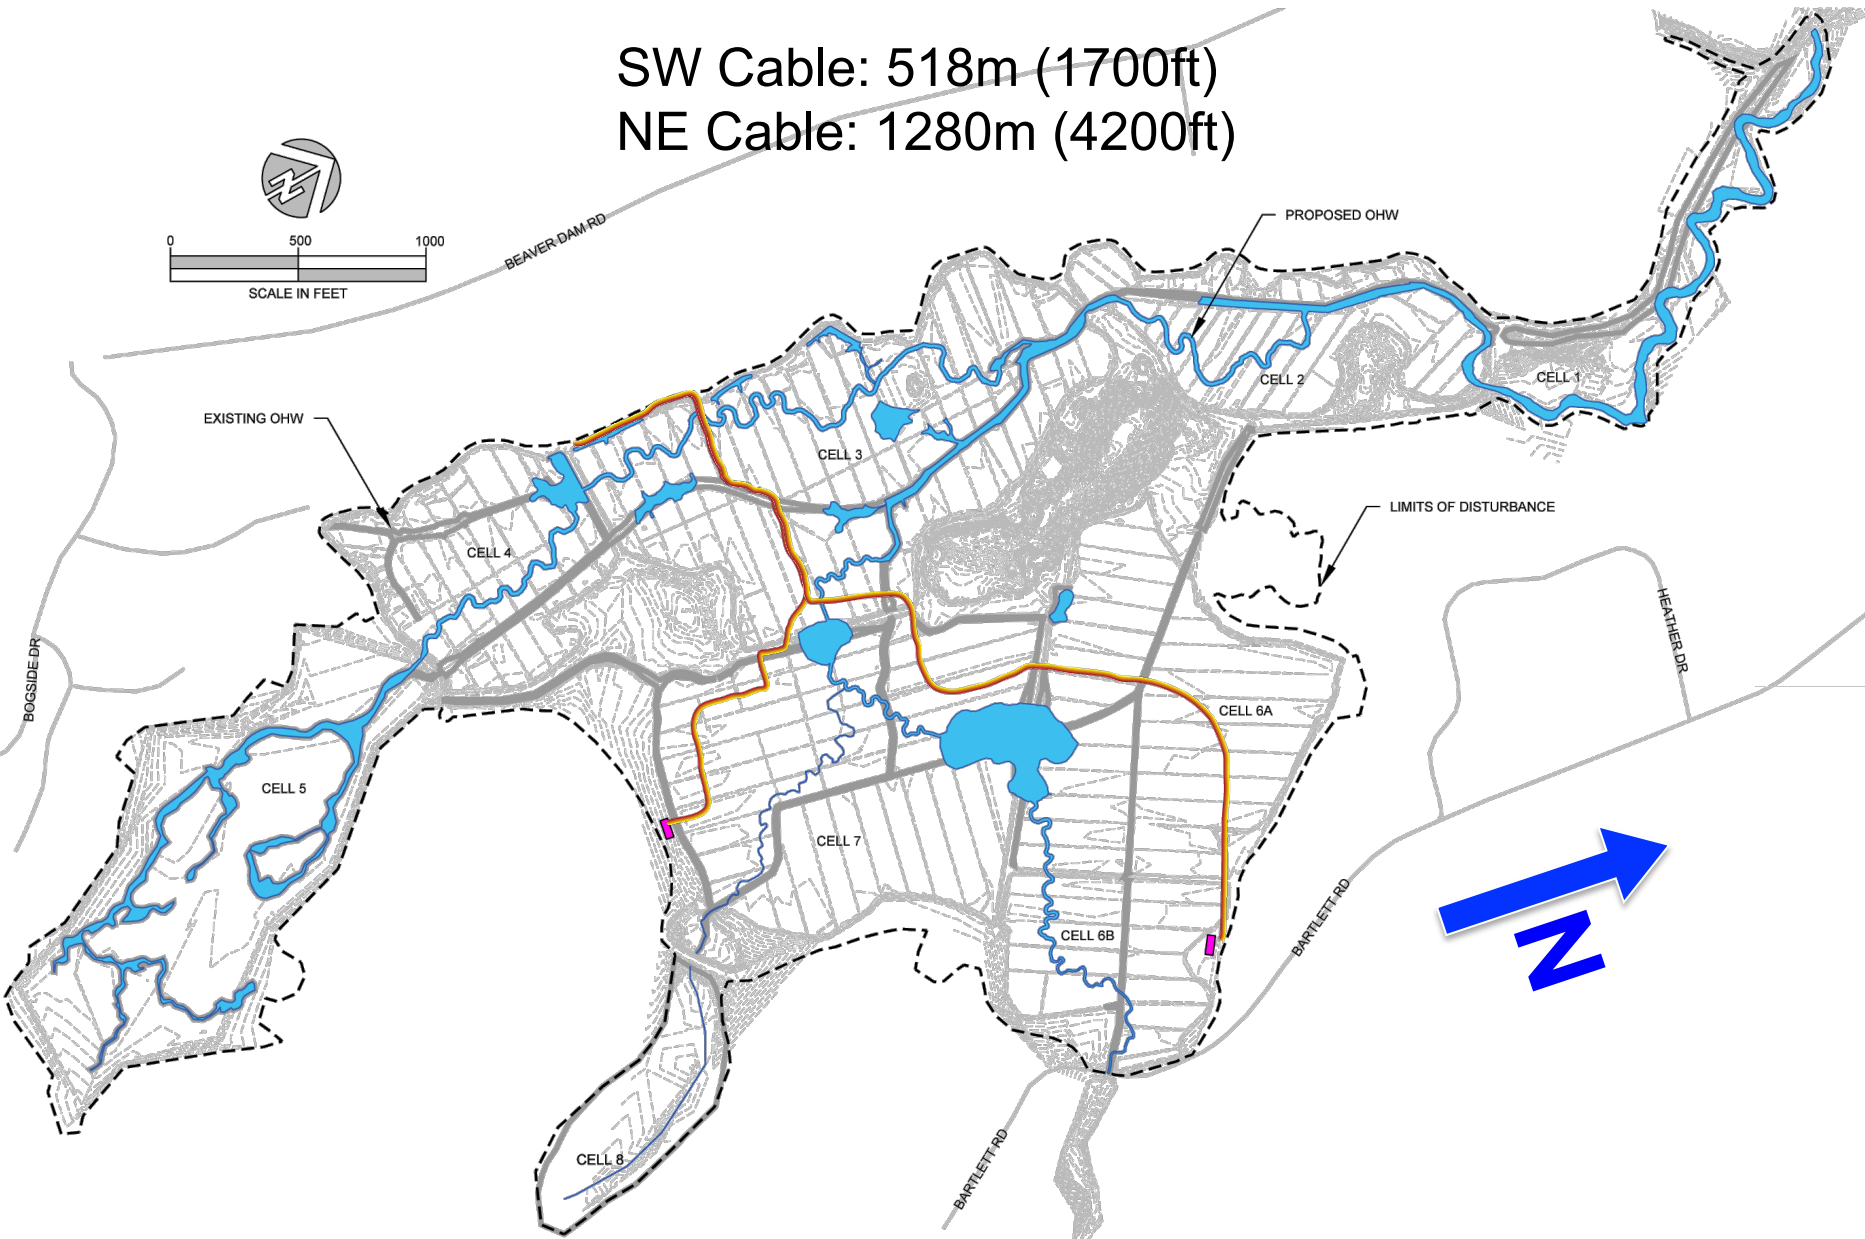 SW Cable: 518m (1700ft)
NE Cable: 1280m (4200ft)
N
0 500 1000
SCALE IN FEET
BEAVER DAM RD
PROPOSED OHW
EXISTING OHW
CELL 1
CELL 2
CELL 3
CELL 4
LIMITS OF DISTURBANCE
HEATHER DR
BOGSIDE DR
CELL 6A
CELL 5
CELL 7
CELL 6B
BARTLETT RD
N
CELL 8
BARTLETT RD